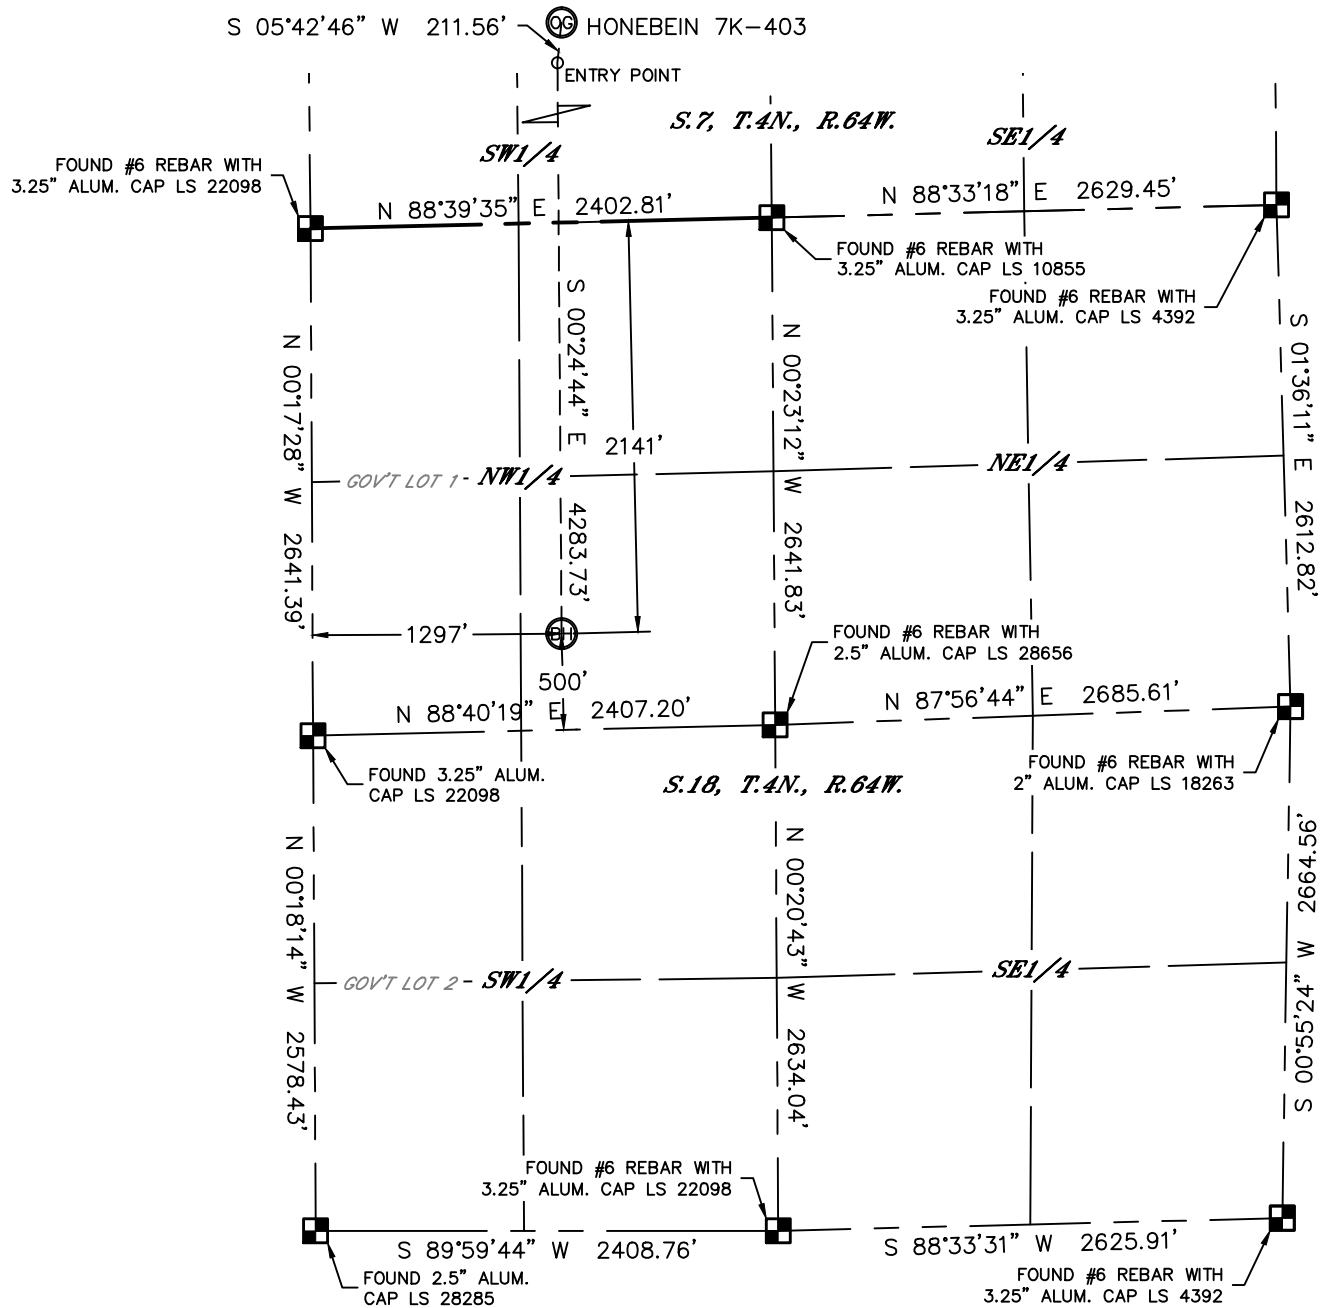 S 05°42'46" W 211.56'
OG HONEBEIN 7K-403
ENTRY POINT
S.7, T.4N., R.64W.
SW1/4
SE1/4
FOUND #6 REBAR WITH
3.25" ALUM. CAP LS 22098
N 88°39'35" E 2402.81'
N 88°33'18" E 2629.45'
FOUND #6 REBAR WITH
3.25" ALUM. CAP LS 10855
FOUND #6 REBAR WITH
3.25" ALUM. CAP LS 4392
N 00°17'28" W 2641.39'
S 00°24'44" E 4283.73'
2141'
N 00°23'12" W 2641.83'
S 01°36'11" E 2612.82'
GOV'T LOT 1 - NW1/4
NE1/4
1297'
BH
500'
FOUND #6 REBAR WITH
2.5" ALUM. CAP LS 28656
N 88°40'19" E 2407.20'
N 87°56'44" E 2685.61'
FOUND 3.25" ALUM.
CAP LS 22098
S.18, T.4N., R.64W.
FOUND #6 REBAR WITH
2" ALUM. CAP LS 18263
N 00°18'14" W 2578.43'
N 00°20'43" W 2634.04'
S 00°55'24" W 2664.56'
GOV'T LOT 2 - SW1/4
SE1/4
FOUND #6 REBAR WITH
3.25" ALUM. CAP LS 22098
S 89°59'44" W 2408.76'
S 88°33'31" W 2625.91'
FOUND 2.5" ALUM.
CAP LS 28285
FOUND #6 REBAR WITH
3.25" ALUM. CAP LS 4392